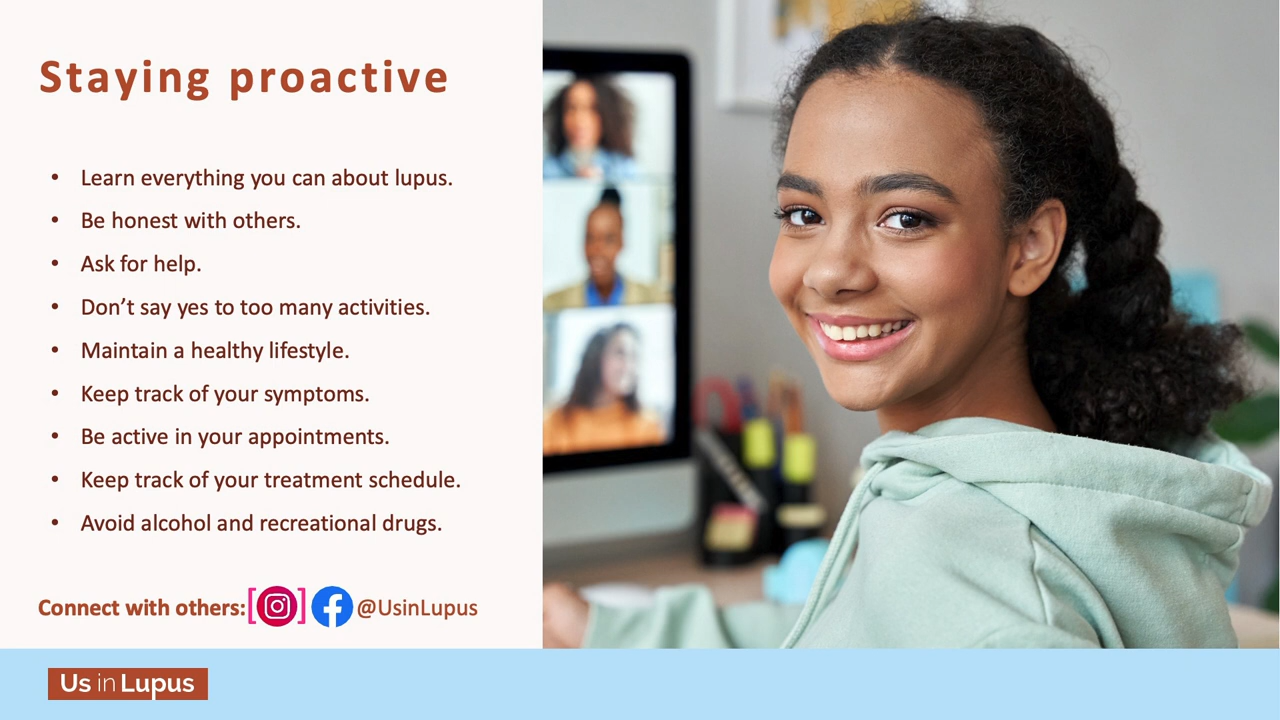 Staying proactive
• Learn everything you can about lupus.
• Be honest with others.
• Ask for help.
• Don’t say yes to too many activities.
• Maintain a healthy lifestyle.
• Keep track of your symptoms.
• Be active in your appointments.
• Keep track of your treatment schedule.
• Avoid alcohol and recreational drugs.
Connect with others: [ ] @UsinLupus
Us in Lupus